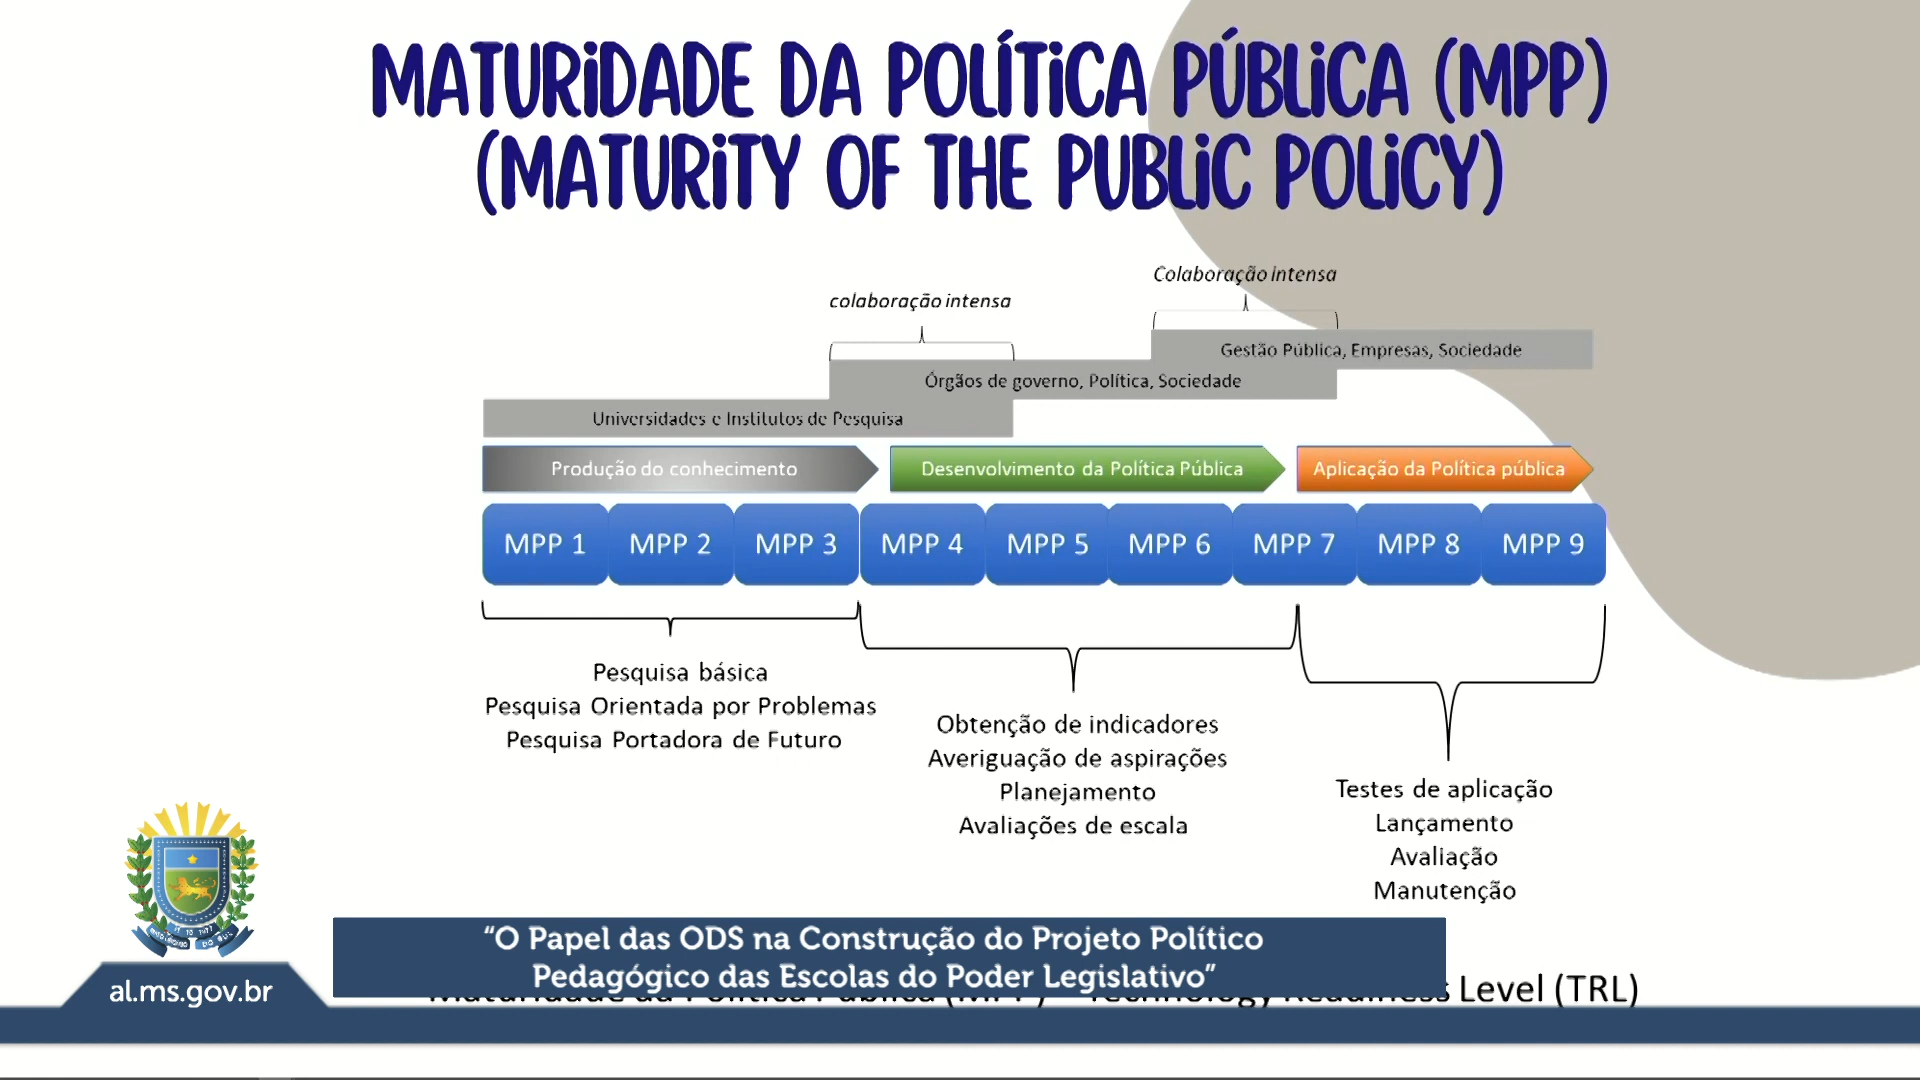 MATURIDADE DA POLÍTICA PÚBLICA (MPP)
(MATURITY OF THE PUBLIC POLICY)
Colaboração intensa
colaboração intensa
Gestão Pública, Empresas, Sociedade
Órgãos de governo, Política, Sociedade
Universidades e Institutos de Pesquisa
Produção do conhecimento
Desenvolvimento da Política Pública
Aplicação da Política pública
MPP 1
MPP 2
MPP 3
MPP 4
MPP 5
MPP 6
MPP 7
MPP 8
MPP 9
Pesquisa básica
Pesquisa Orientada por Problemas
Pesquisa Portadora de Futuro
Obtenção de indicadores
Averiguação de aspirações
Planejamento
Avaliações de escala
Testes de aplicação
Lançamento
Avaliação
Manutenção
“O Papel das ODS na Construção do Projeto Político
Pedagógico das Escolas do Poder Legislativo”
al.ms.gov.br
Level (TRL)